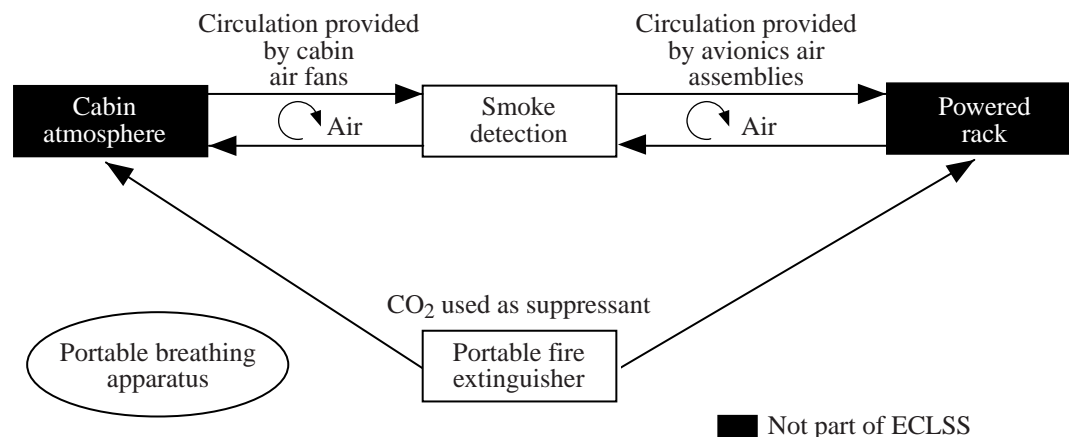 Circulation provided
by cabin
air fans
Circulation provided
by avionics air
assemblies
Cabin
atmosphere
Air
Smoke
detection
Air
Powered
rack
CO2 used as suppressant
Portable breathing
apparatus
Portable fire
extinguisher
Not part of ECLSS